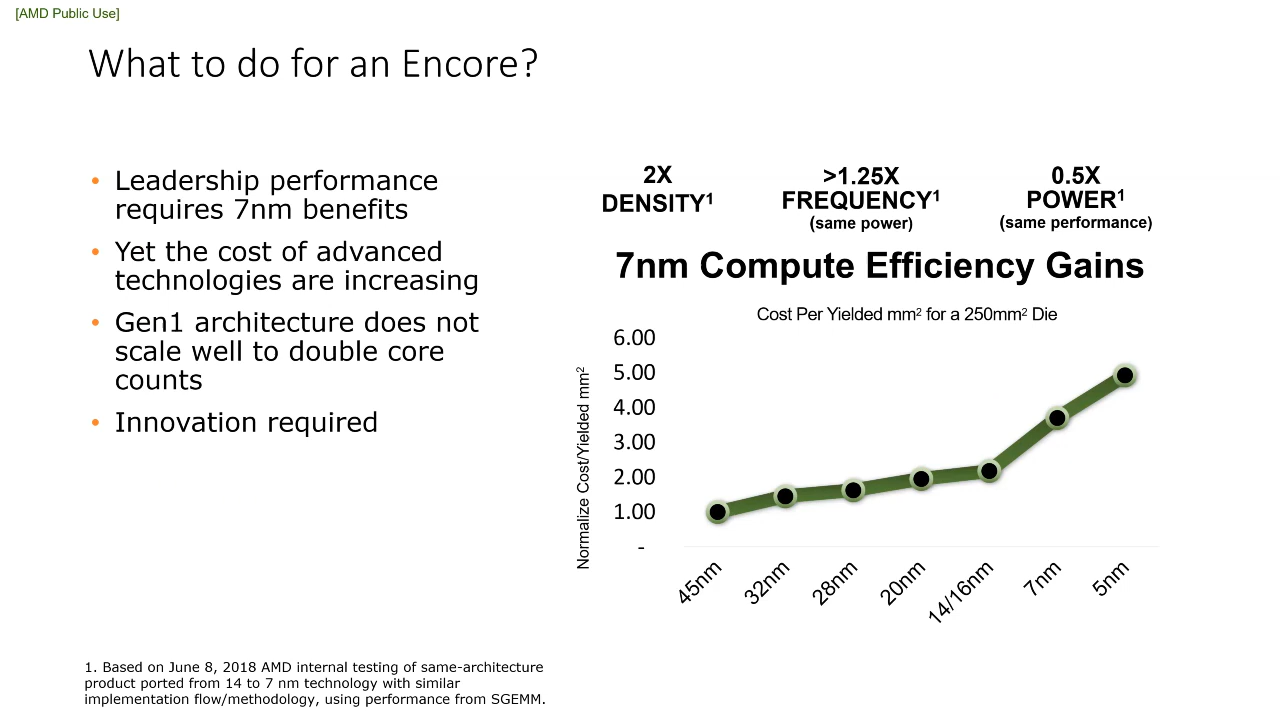 [AMD Public Use]
What to do for an Encore?
• Leadership performance
requires 7nm benefits
• Yet the cost of advanced
technologies are increasing
• Gen1 architecture does not
scale well to double core
counts
• Innovation required
2X
DENSITY¹
>1.25X
FREQUENCY¹
(same power)
0.5X
POWER¹
(same performance)
7nm Compute Efficiency Gains
Cost Per Yielded mm² for a 250mm² Die
Normalize Cost/Yielded mm²
6.00
5.00
4.00
3.00
2.00
1.00
-
45nm
32nm
28nm
20nm
14/16nm
7nm
5nm
1. Based on June 8, 2018 AMD internal testing of same-architecture
product ported from 14 to 7 nm technology with similar
implementation flow/methodology, using performance from SGEMM.